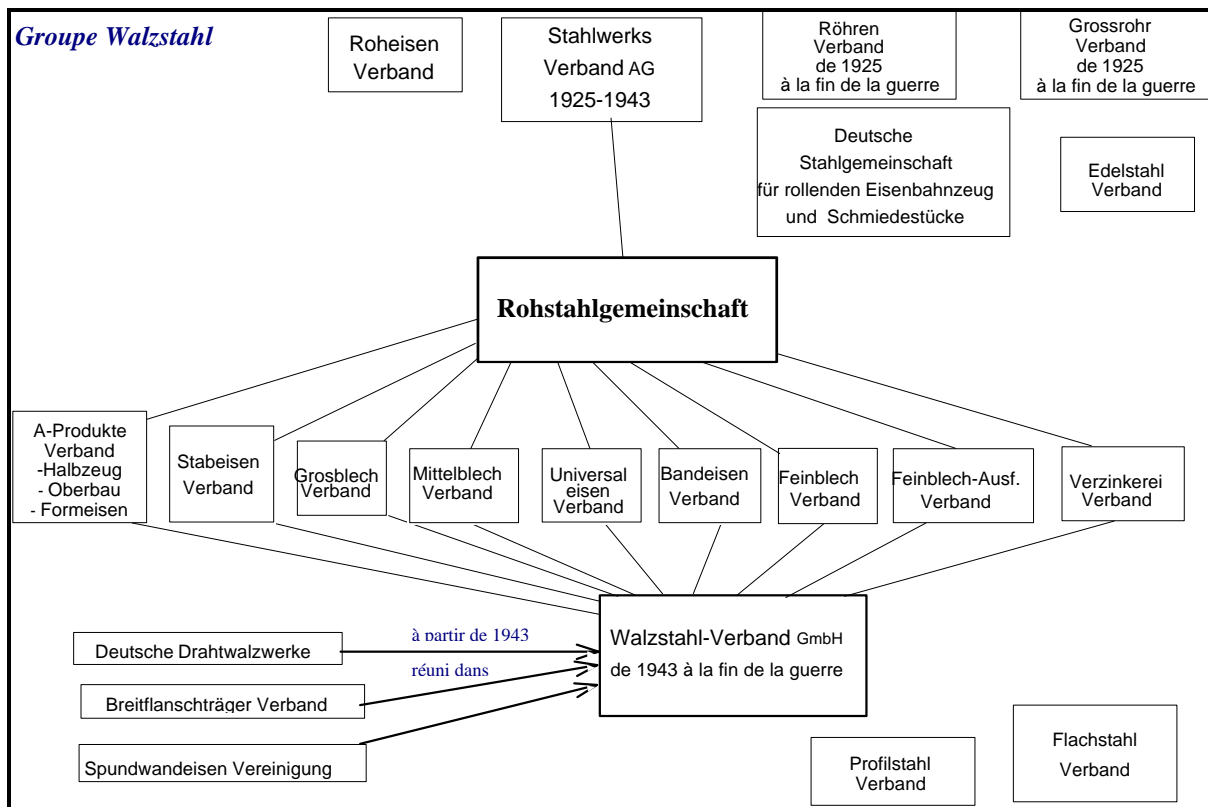 Groupe Walzstahl
Roheisen
Verband
Stahlwerks
Verband AG
1925-1943
Röhren
Verband
de 1925
à la fin de la guerre
Grossrohr
Verband
de 1925
à la fin de la guerre
Deutsche
Stahlgemeinschaft
für rollenden Eisenbahnzeug
und Schmiedestücke
Edelstahl
Verband
Rohstahlgemeinschaft
A-Produkte
Verband
-Halbzeug
- Oberbau
- Formeisen
Stabeisen
Verband
Grosblech
Verband
Mittelblech
Verband
Universal
eisen
Verband
Bandeisen
Verband
Feinblech
Verband
Feinblech-Ausf.
Verband
Verzinkerei
Verband
Deutsche Drahtwalzwerke
Breitflanschträger Verband
Spundwandeisen Vereinigung
à partir de 1943
réuni dans
Walzstahl-Verband GmbH
de 1943 à la fin de la guerre
Profilstahl
Verband
Flachstahl
Verband